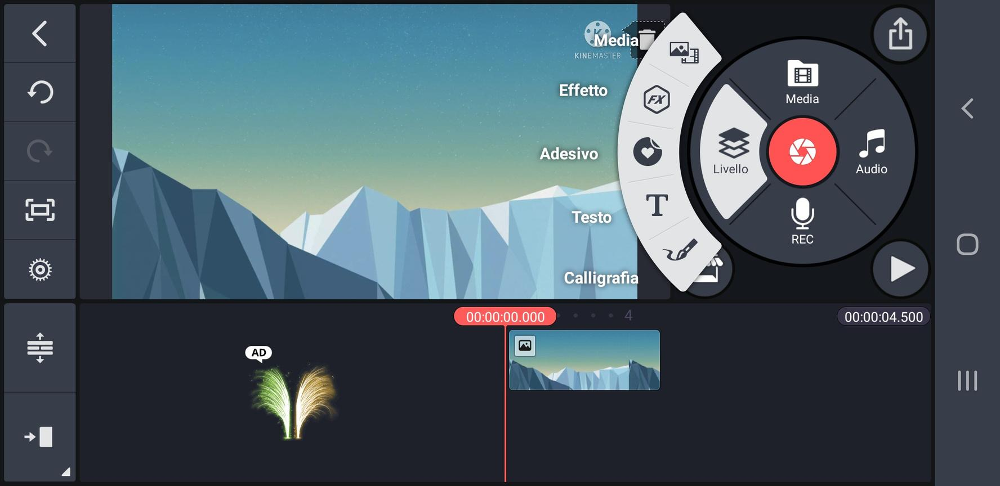 Media
KINEMASTER
Effetto
Adesivo
Testo
Calligrafia
FX
T
Media
Livello
Audio
REC
00:00:00.000
4
00:00:04.500
AD